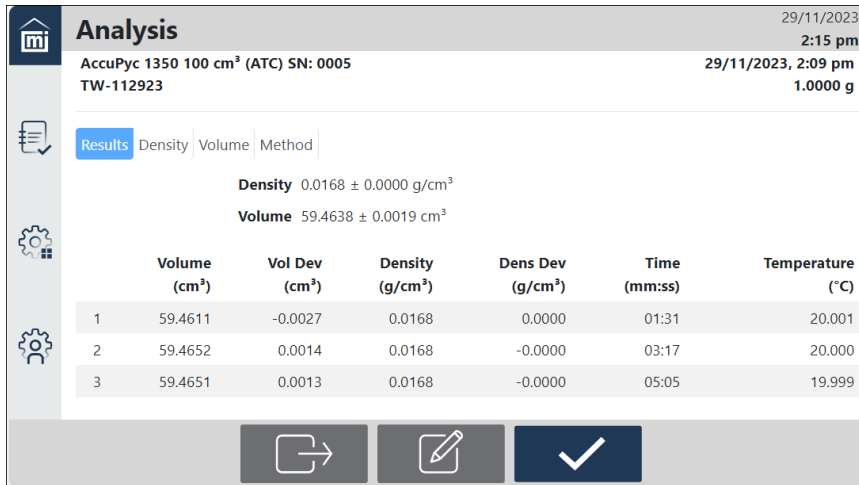 mi
Analysis
29/11/2023
2:15 pm
AccuPyc 1350 100 cm³ (ATC) SN: 0005
29/11/2023, 2:09 pm
TW-112923
1.0000 g
Results Density Volume Method
Density 0.0168 ± 0.0000 g/cm³
Volume 59.4638 ± 0.0019 cm³
Volume Vol Dev Density Dens Dev Time Temperature
(cm³) (cm³) (g/cm³) (g/cm³) (mm:ss) (°C)
1 59.4611 -0.0027 0.0168 0.0000 01:31 20.001
2 59.4652 0.0014 0.0168 -0.0000 03:17 20.000
3 59.4651 0.0013 0.0168 -0.0000 05:05 19.999